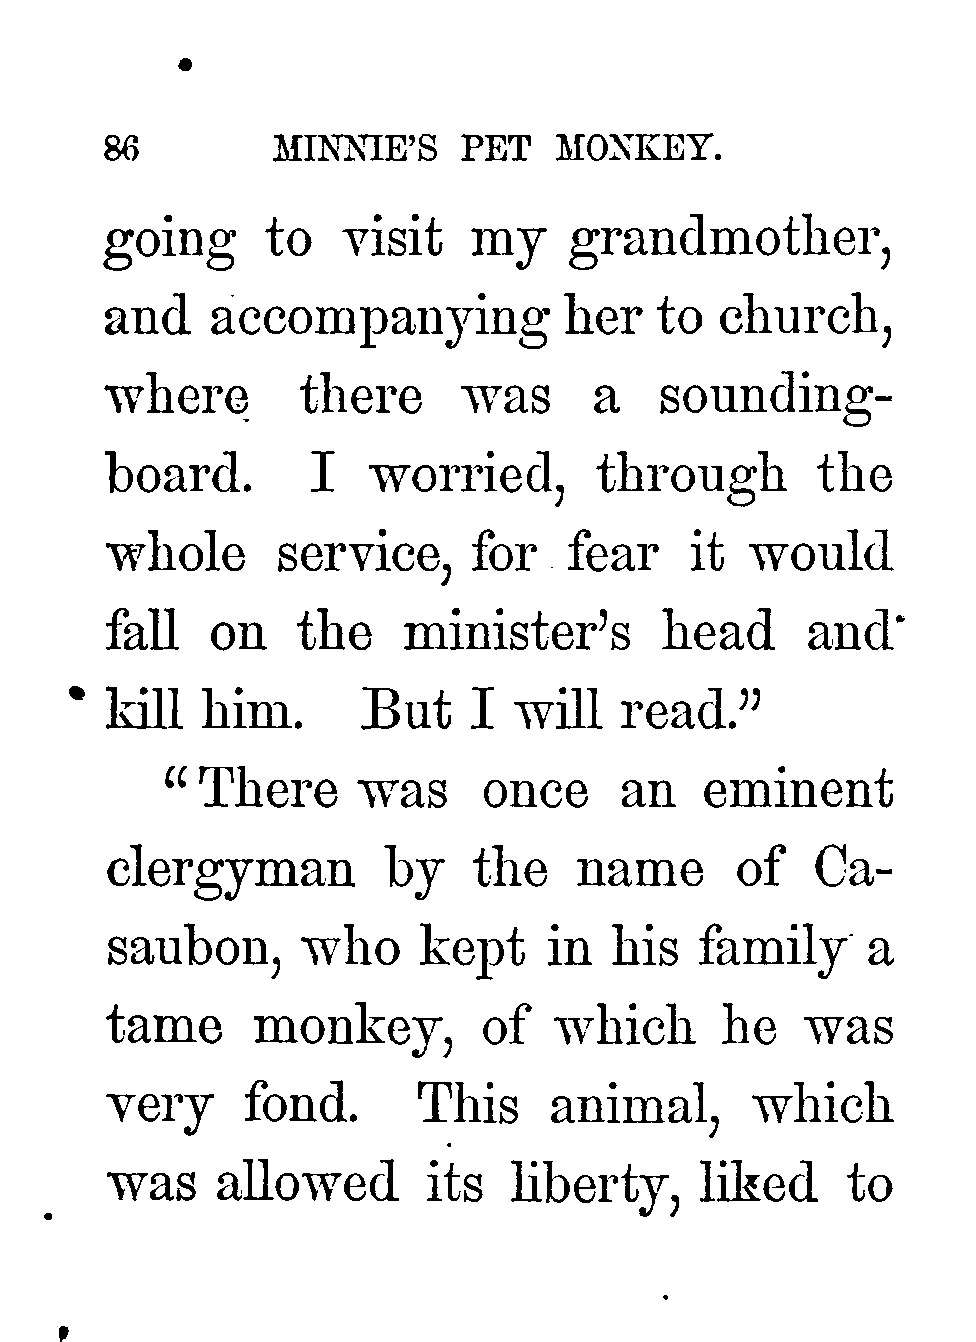 86 MINNIE'S PET MONKEY.
going to visit my grandmother,
and accompanying her to church,
where there was a sounding-
board. I worried, through the
whole service, for fear it would
fall on the minister's head and
kill him. But I will read.”
“There was once an eminent
clergyman by the name of Ca-
saubon, who kept in his family a
tame monkey, of which he was
very fond. This animal, which
was allowed its liberty, liked to